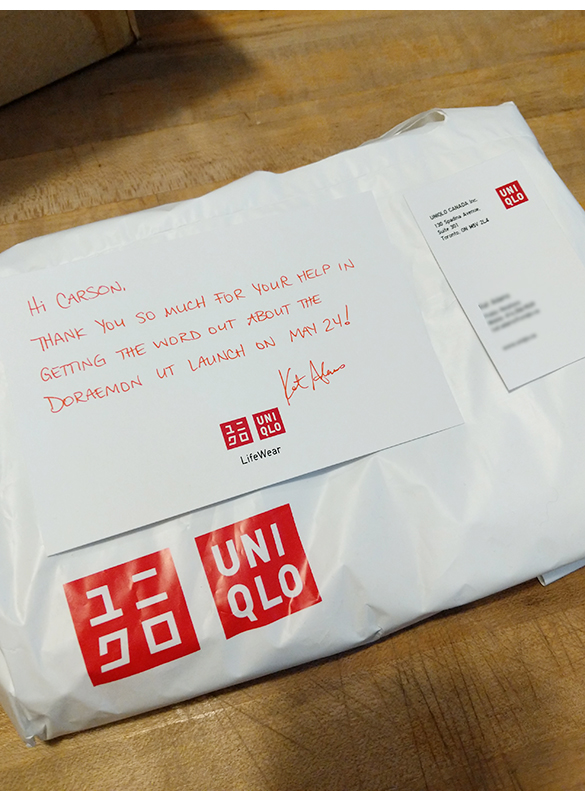 Hi CARSON,
THANK YOU SO MUCH FOR YOUR HELP IN
GETTING THE WORD OUT ABOUT THE
DORAEMON UT LAUNCH ON MAY 24!
Kat Adams
ユニ
クロ
UNI
QLO
LifeWear
UNIQLO CANADA Inc.
130 Spadina Avenue,
Suite 301
Toronto, ON M5V 2L4
UNI
QLO
ユニ
クロ
UNI
QLO